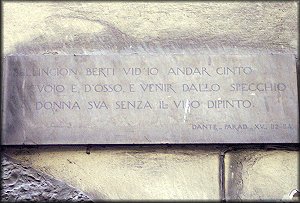 BELLINCION BERTI VID'IO ANDAR CINTO
DI CVOIO E D'OSSO, E VENIR DALLO SPECCHIO
LA DONNA SVA SENZA IL VISO DIPINTO.
DANTE, PARAD. XV. 112-114